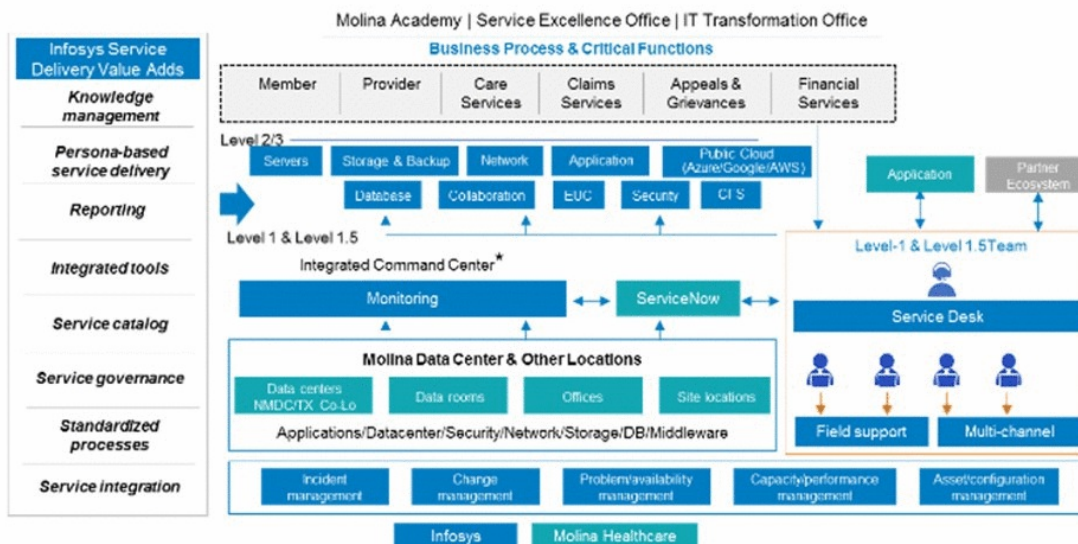 Molina Academy | Service Excellence Office | IT Transformation Office
Infosys Service
Delivery Value Adds
Knowledge
management
Persona-based
service delivery
Reporting
Integrated tools
Service catalog
Service governance
Standardized
processes
Service integration
Business Process & Critical Functions
Member
Provider
Care
Services
Claims
Services
Appeals &
Grievances
Financial
Services
Level 2/3
Servers
Storage & Backup
Network
Application
Public Cloud
(Azure/Google/AWS)
Database
Collaboration
EUC
Security
CFS
Application
Partner
Ecosystem
Level 1 & Level 1.5
Integrated Command Center*
Monitoring
ServiceNow
Level-1 & Level 1.5Team
Service Desk
Field support
Multi-channel
Molina Data Center & Other Locations
Data centers
NMDC/TX Co-Lo
Data rooms
Offices
Site locations
Applications/Datacenter/Security/Network/Storage/DB/Middleware
Incident
management
Change
management
Problem/availability
management
Capacity/performance
management
Asset/configuration
management
Infosys
Molina Healthcare